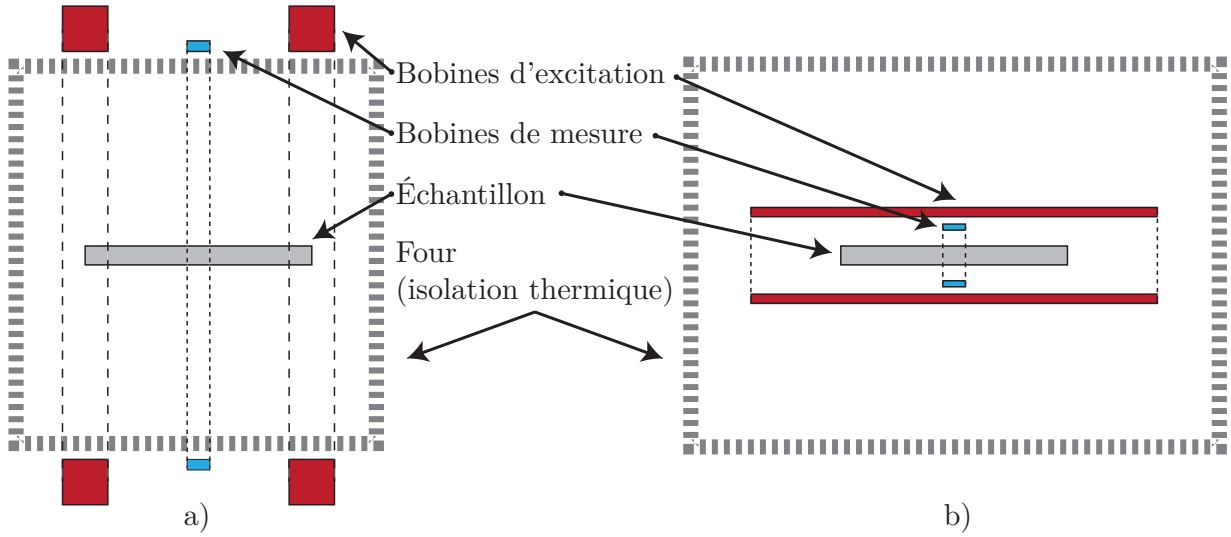 Bobines d'excitation
Bobines de mesure
Échantillon
Four
(isolation thermique)
a)
b)